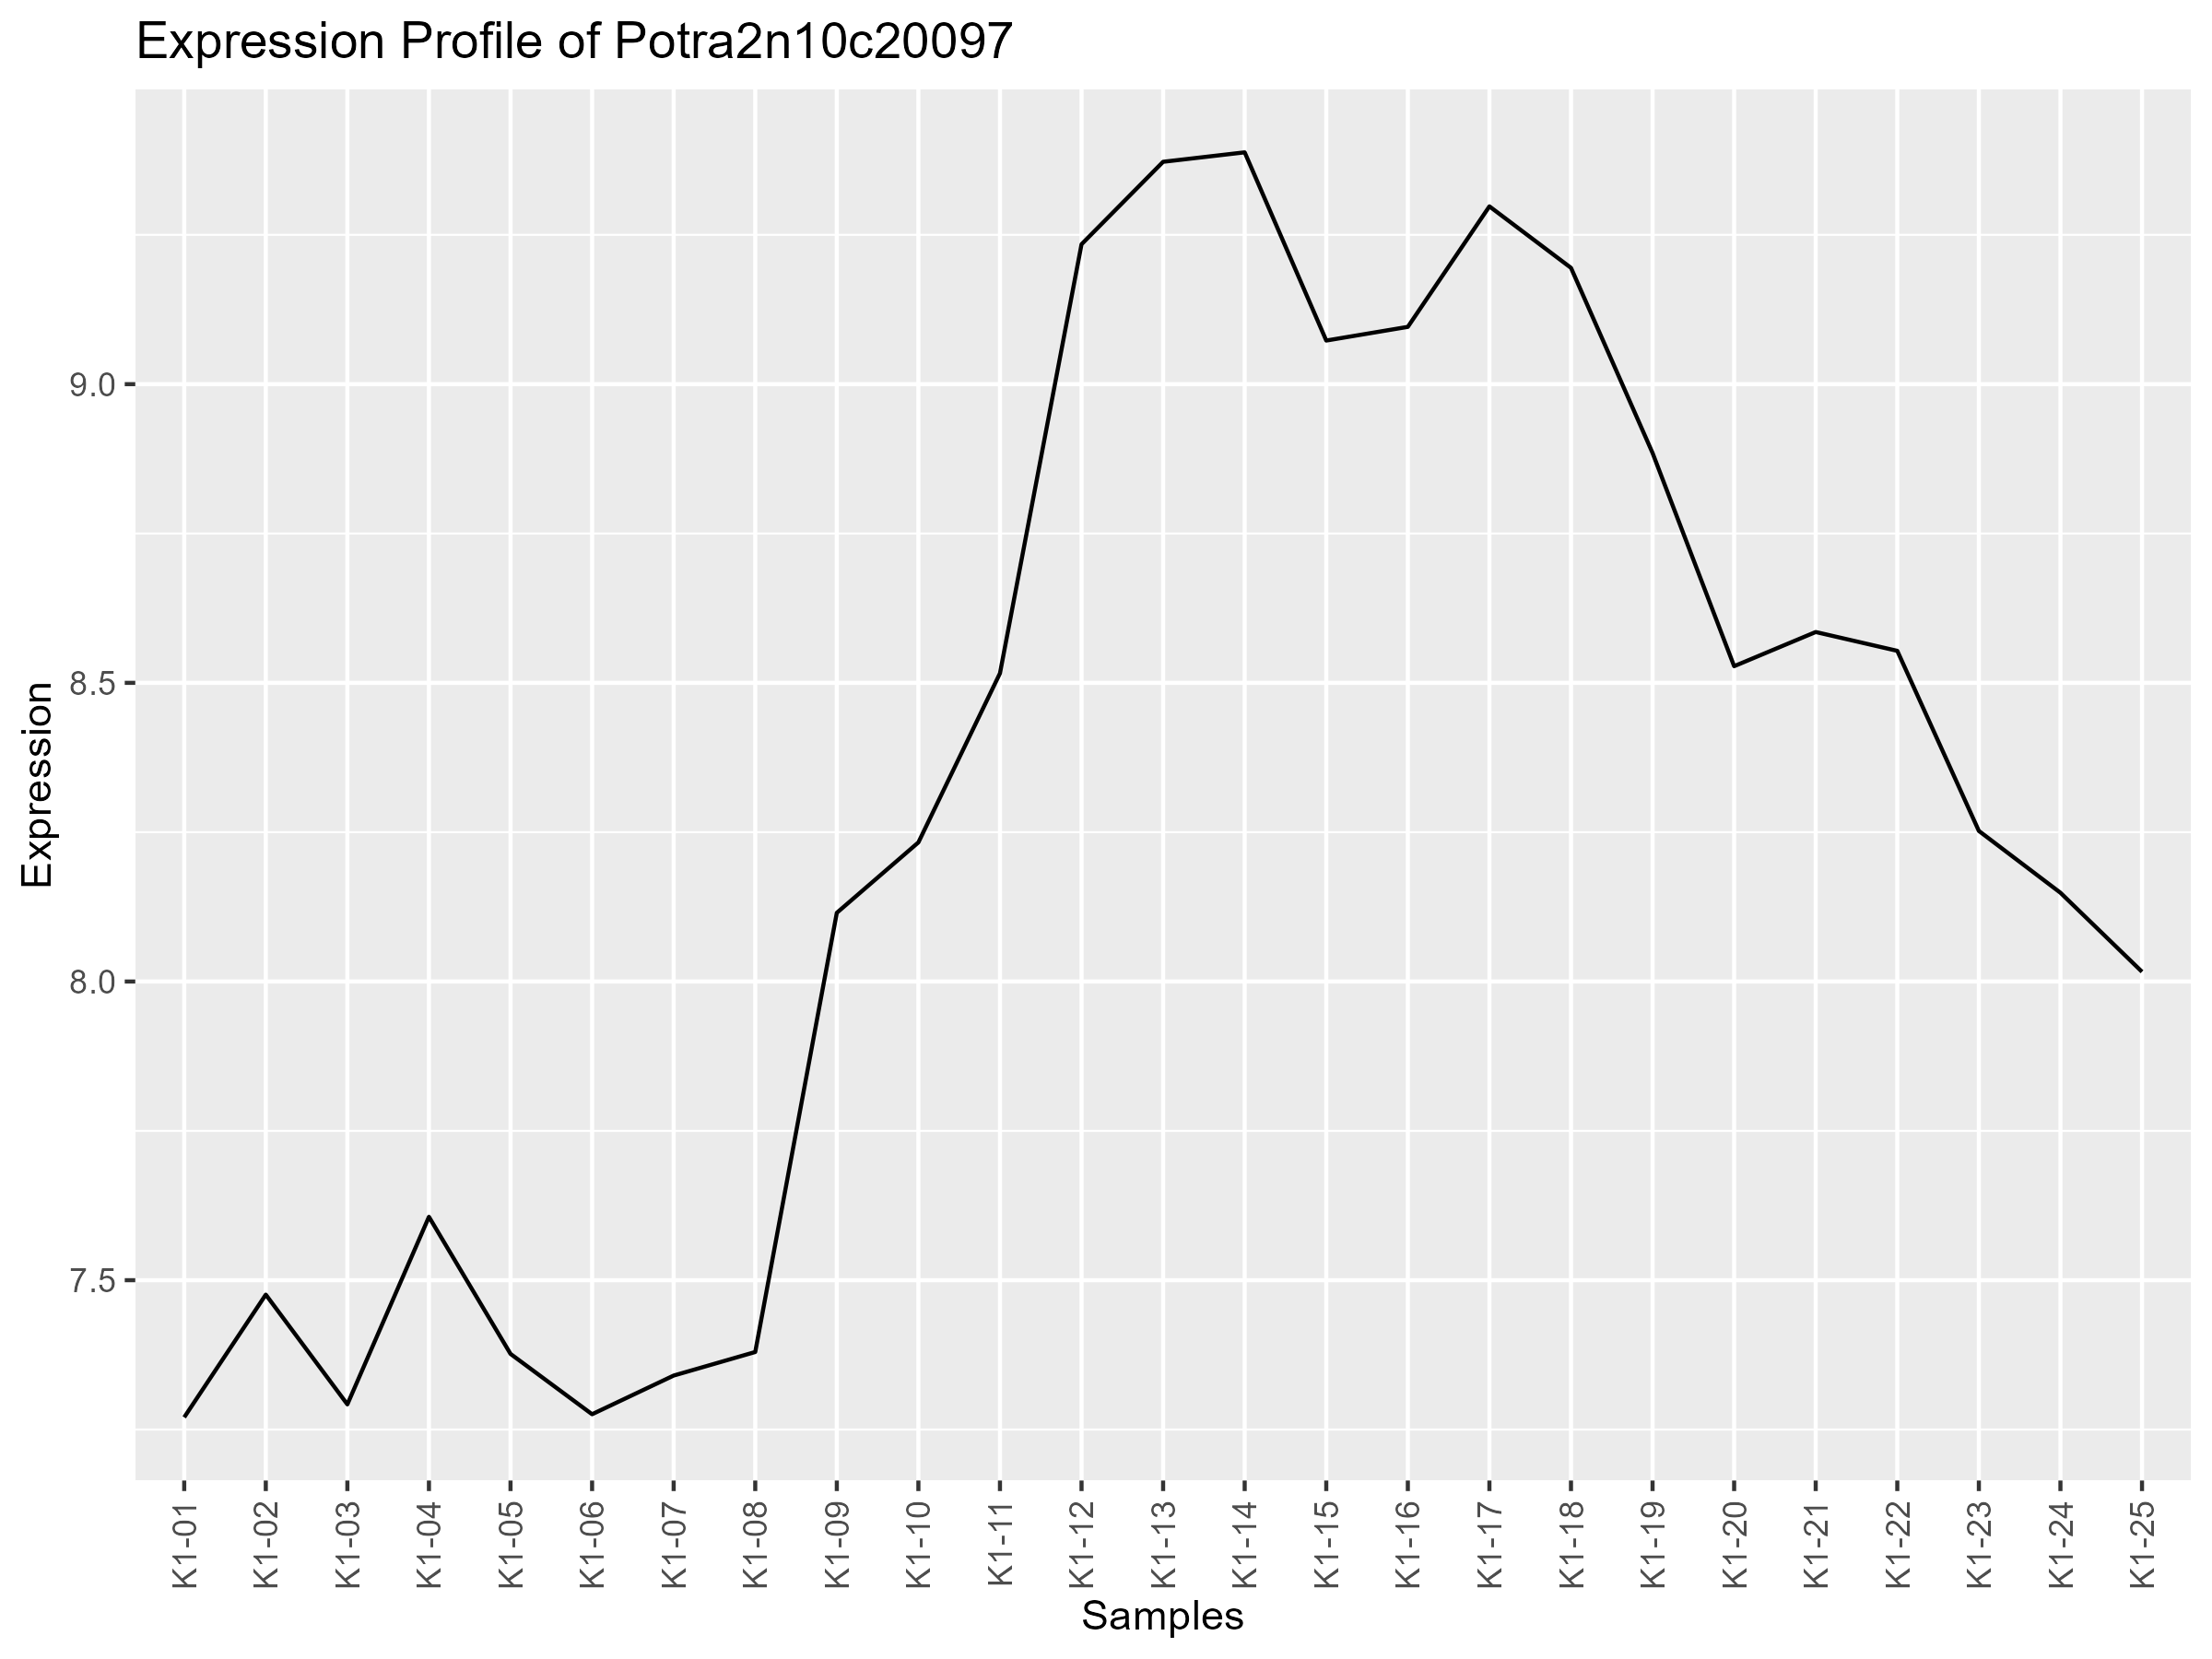 Expression Profile of Potra2n10c20097
Expression
9.0
8.5
8.0
7.5
K1-01
K1-02
K1-03
K1-04
K1-05
K1-06
K1-07
K1-08
K1-09
K1-10
K1-11
K1-12
K1-13
K1-14
K1-15
K1-16
K1-17
K1-18
K1-19
K1-20
K1-21
K1-22
K1-23
K1-24
K1-25
Samples